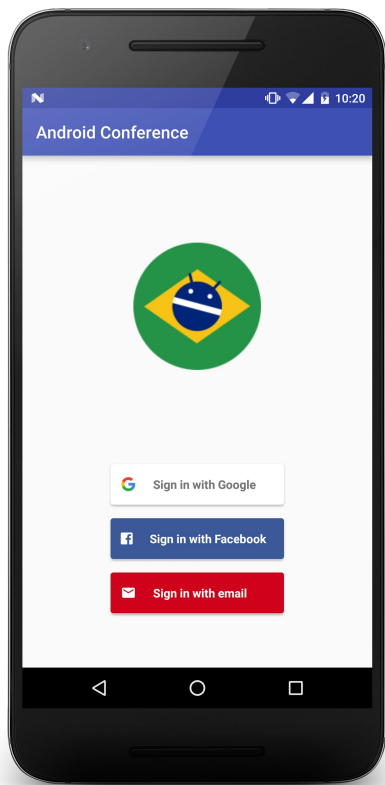 10:20
Android Conference
Sign in with Google
Sign in with Facebook
Sign in with email